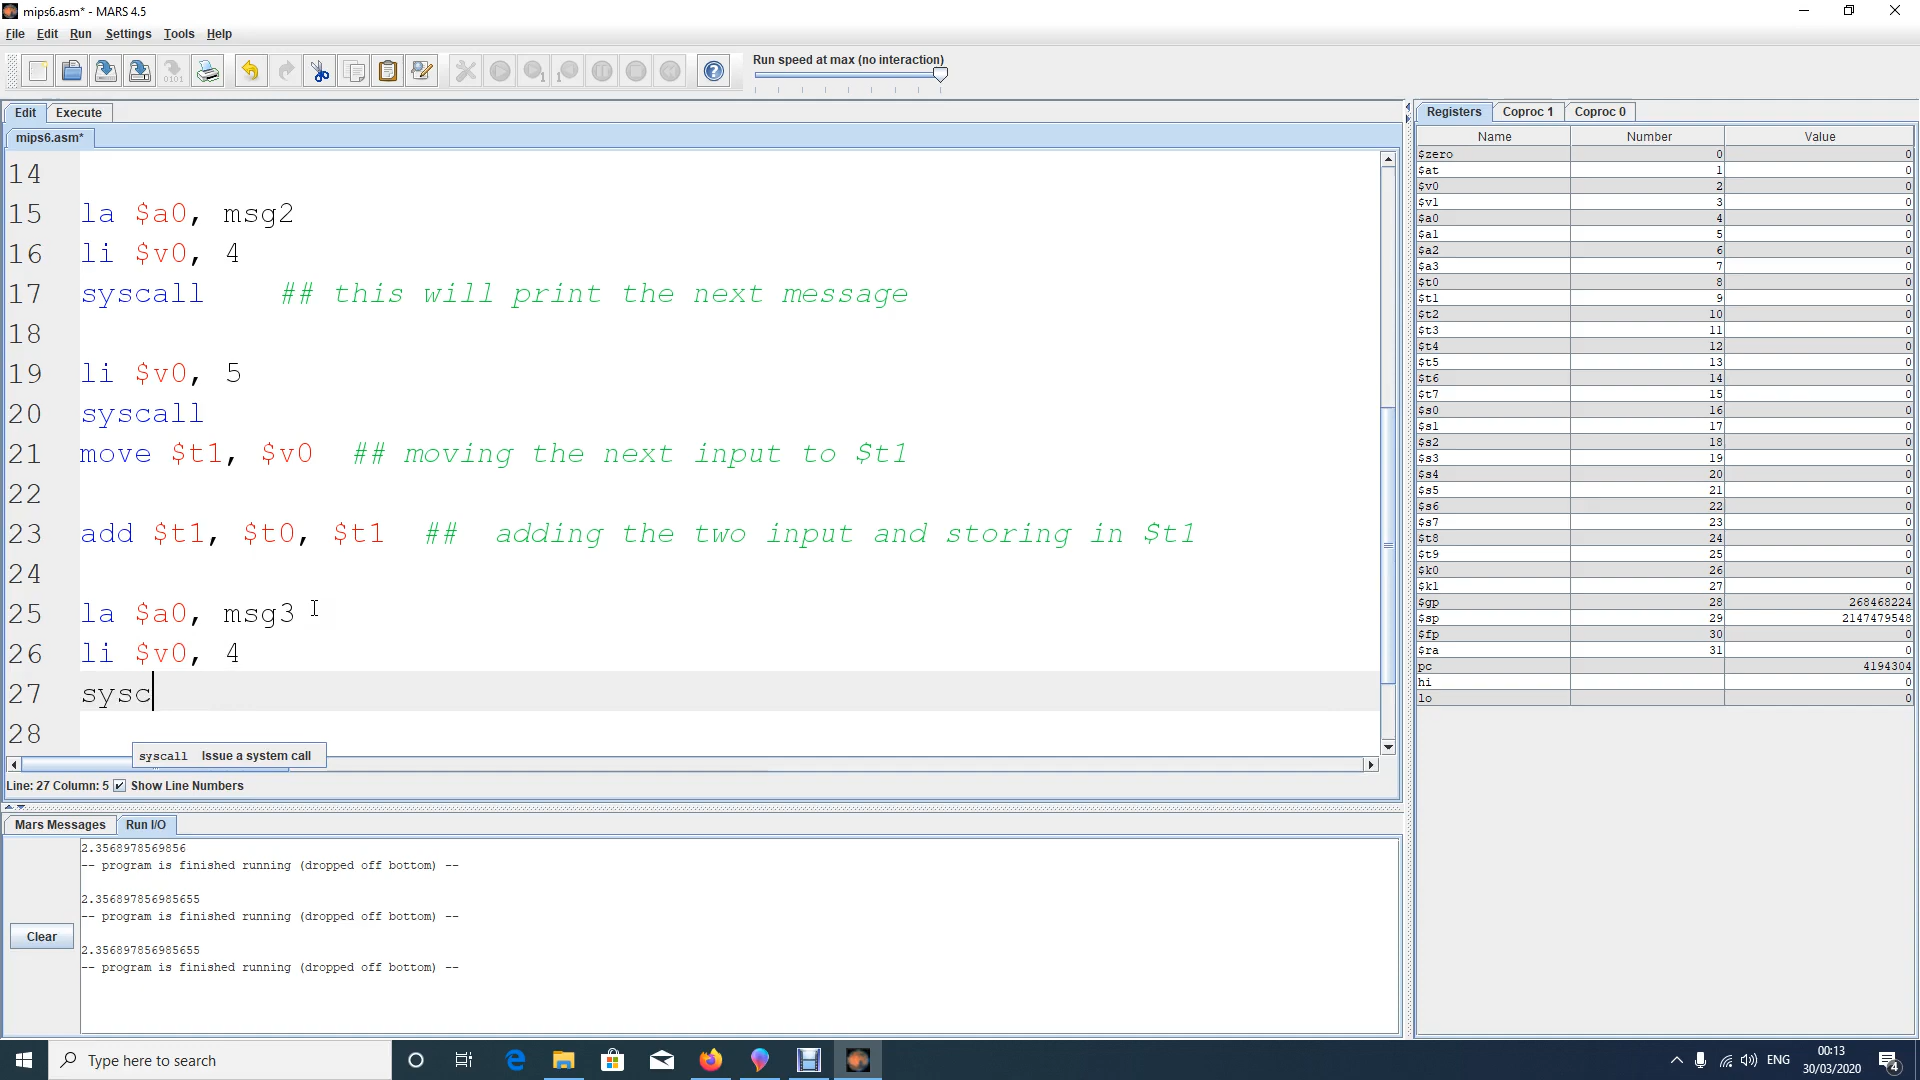 mips6.asm* - MARS 4.5
File Edit Run Settings Tools Help
Run speed at max (no interaction)
Edit Execute
mips6.asm*
14
15 la $a0, msg2
16 li $v0, 4
17 syscall ## this will print the next message
18
19 li $v0, 5
20 syscall
21 move $t1, $v0 ## moving the next input to $t1
22
23 add $t1, $t0, $t1 ## adding the two input and storing in $t1
24
25 la $a0, msg3
26 li $v0, 4
27 sysc
28
syscall Issue a system call
Line: 27 Column: 5 Show Line Numbers
Mars Messages Run I/O
2.3568978569856
-- program is finished running (dropped off bottom) --
2.356897856985655
-- program is finished running (dropped off bottom) --
2.356897856985655
-- program is finished running (dropped off bottom) --
Clear
Registers Coproc 1 Coproc 0
Name Number Value
$zero 0 0
$at 1 0
$v0 2 0
$v1 3 0
$a0 4 0
$a1 5 0
$a2 6 0
$a3 7 0
$t0 8 0
$t1 9 0
$t2 10 0
$t3 11 0
$t4 12 0
$t5 13 0
$t6 14 0
$t7 15 0
$s0 16 0
$s1 17 0
$s2 18 0
$s3 19 0
$s4 20 0
$s5 21 0
$s6 22 0
$s7 23 0
$t8 24 0
$t9 25 0
$k0 26 0
$k1 27 0
$gp 28 268468224
$sp 29 2147479548
$fp 30 0
$ra 31 0
pc 4194304
hi 0
lo 0
Type here to search
ENG
00:13
30/03/2020
4